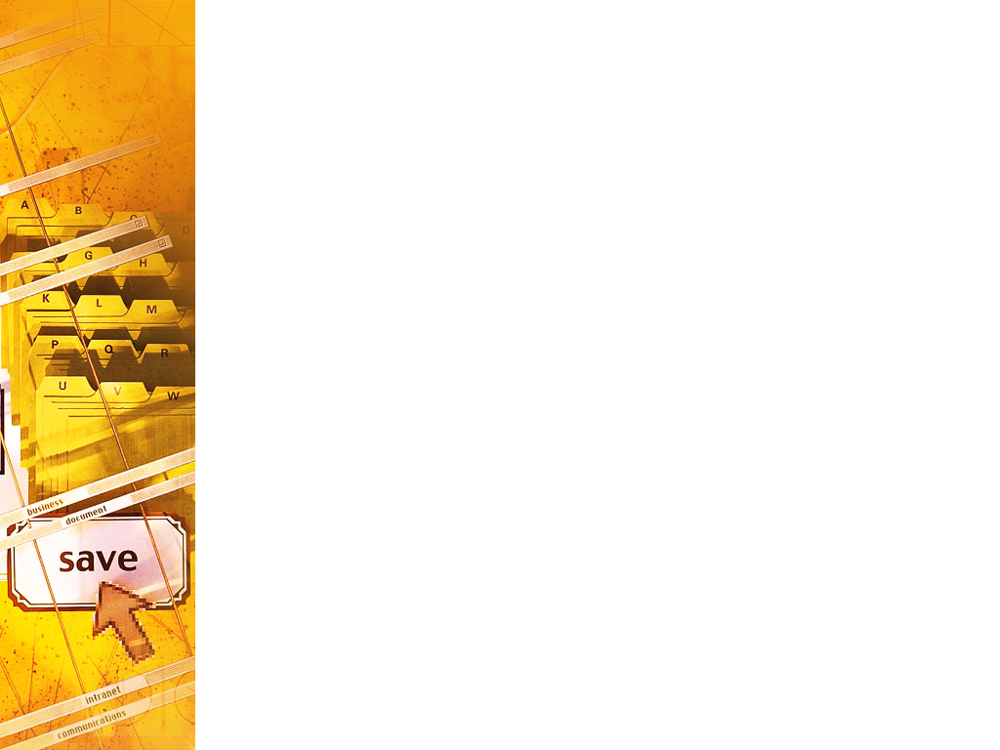 A
B
C
D
G
H
K
L
M
P
Q
R
U
V
W
business
document
save
intranet
communications